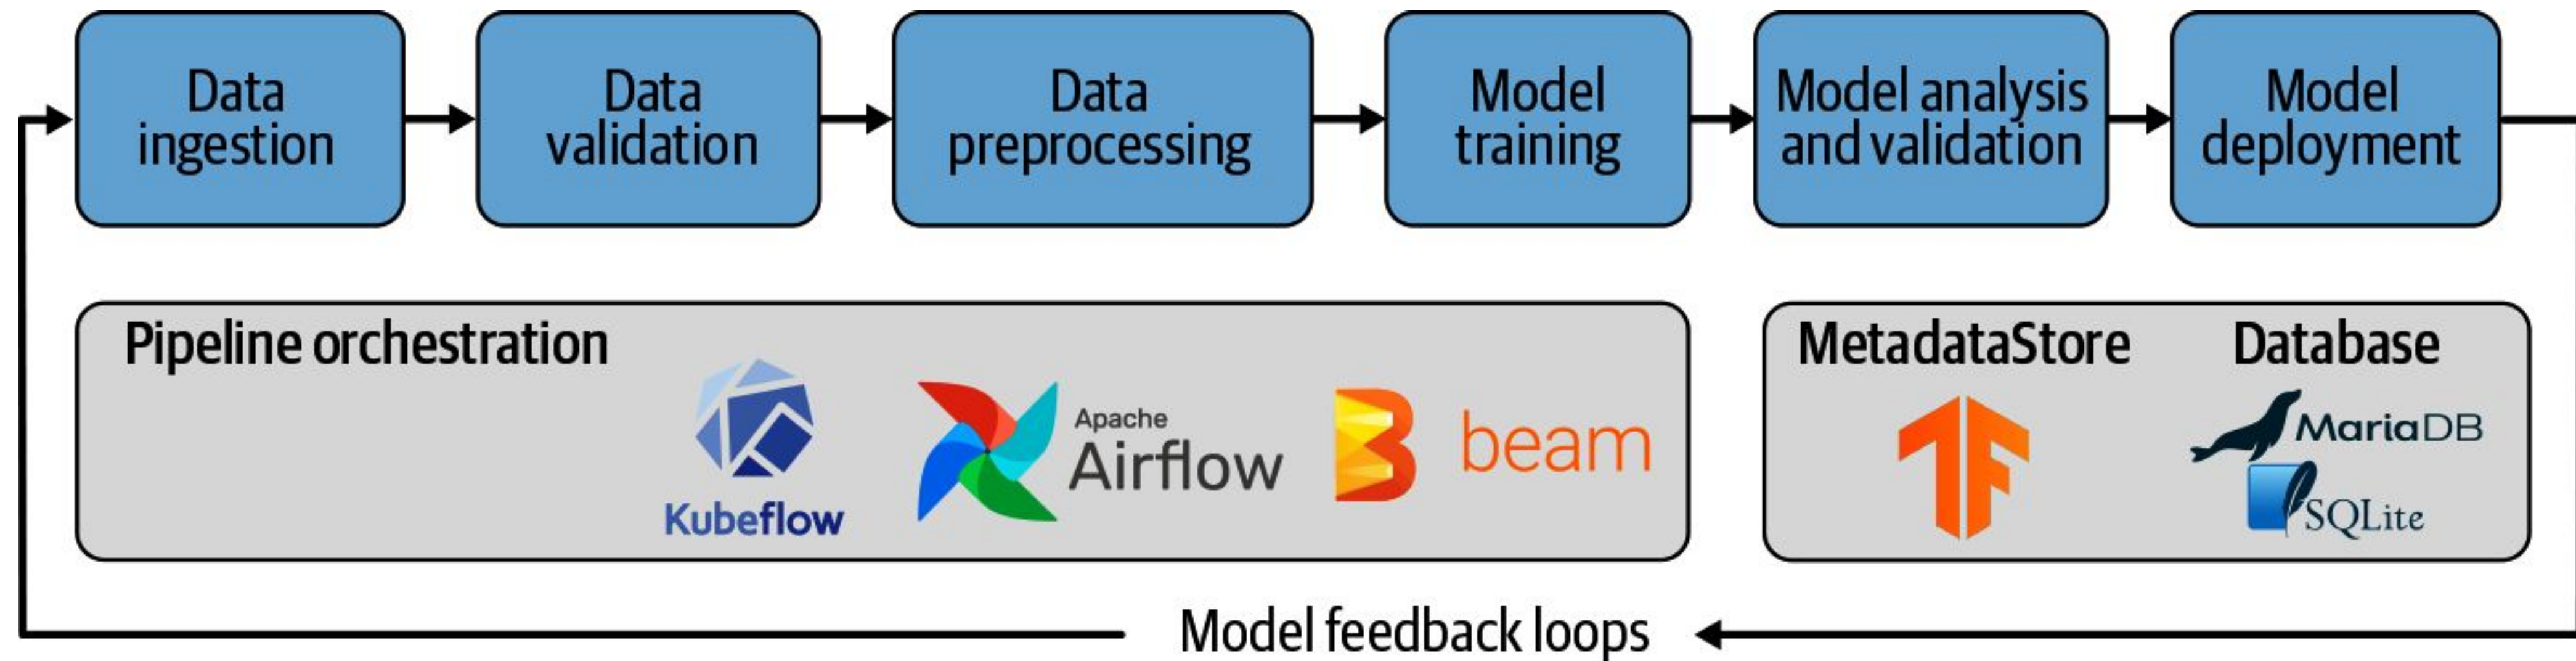 Data
ingestion
Data
validation
Data
preprocessing
Model
training
Model analysis
and validation
Model
deployment
Pipeline orchestration
Kubeflow
Apache
Airflow
beam
MetadataStore
Database
MariaDB
SQLite
Model feedback loops